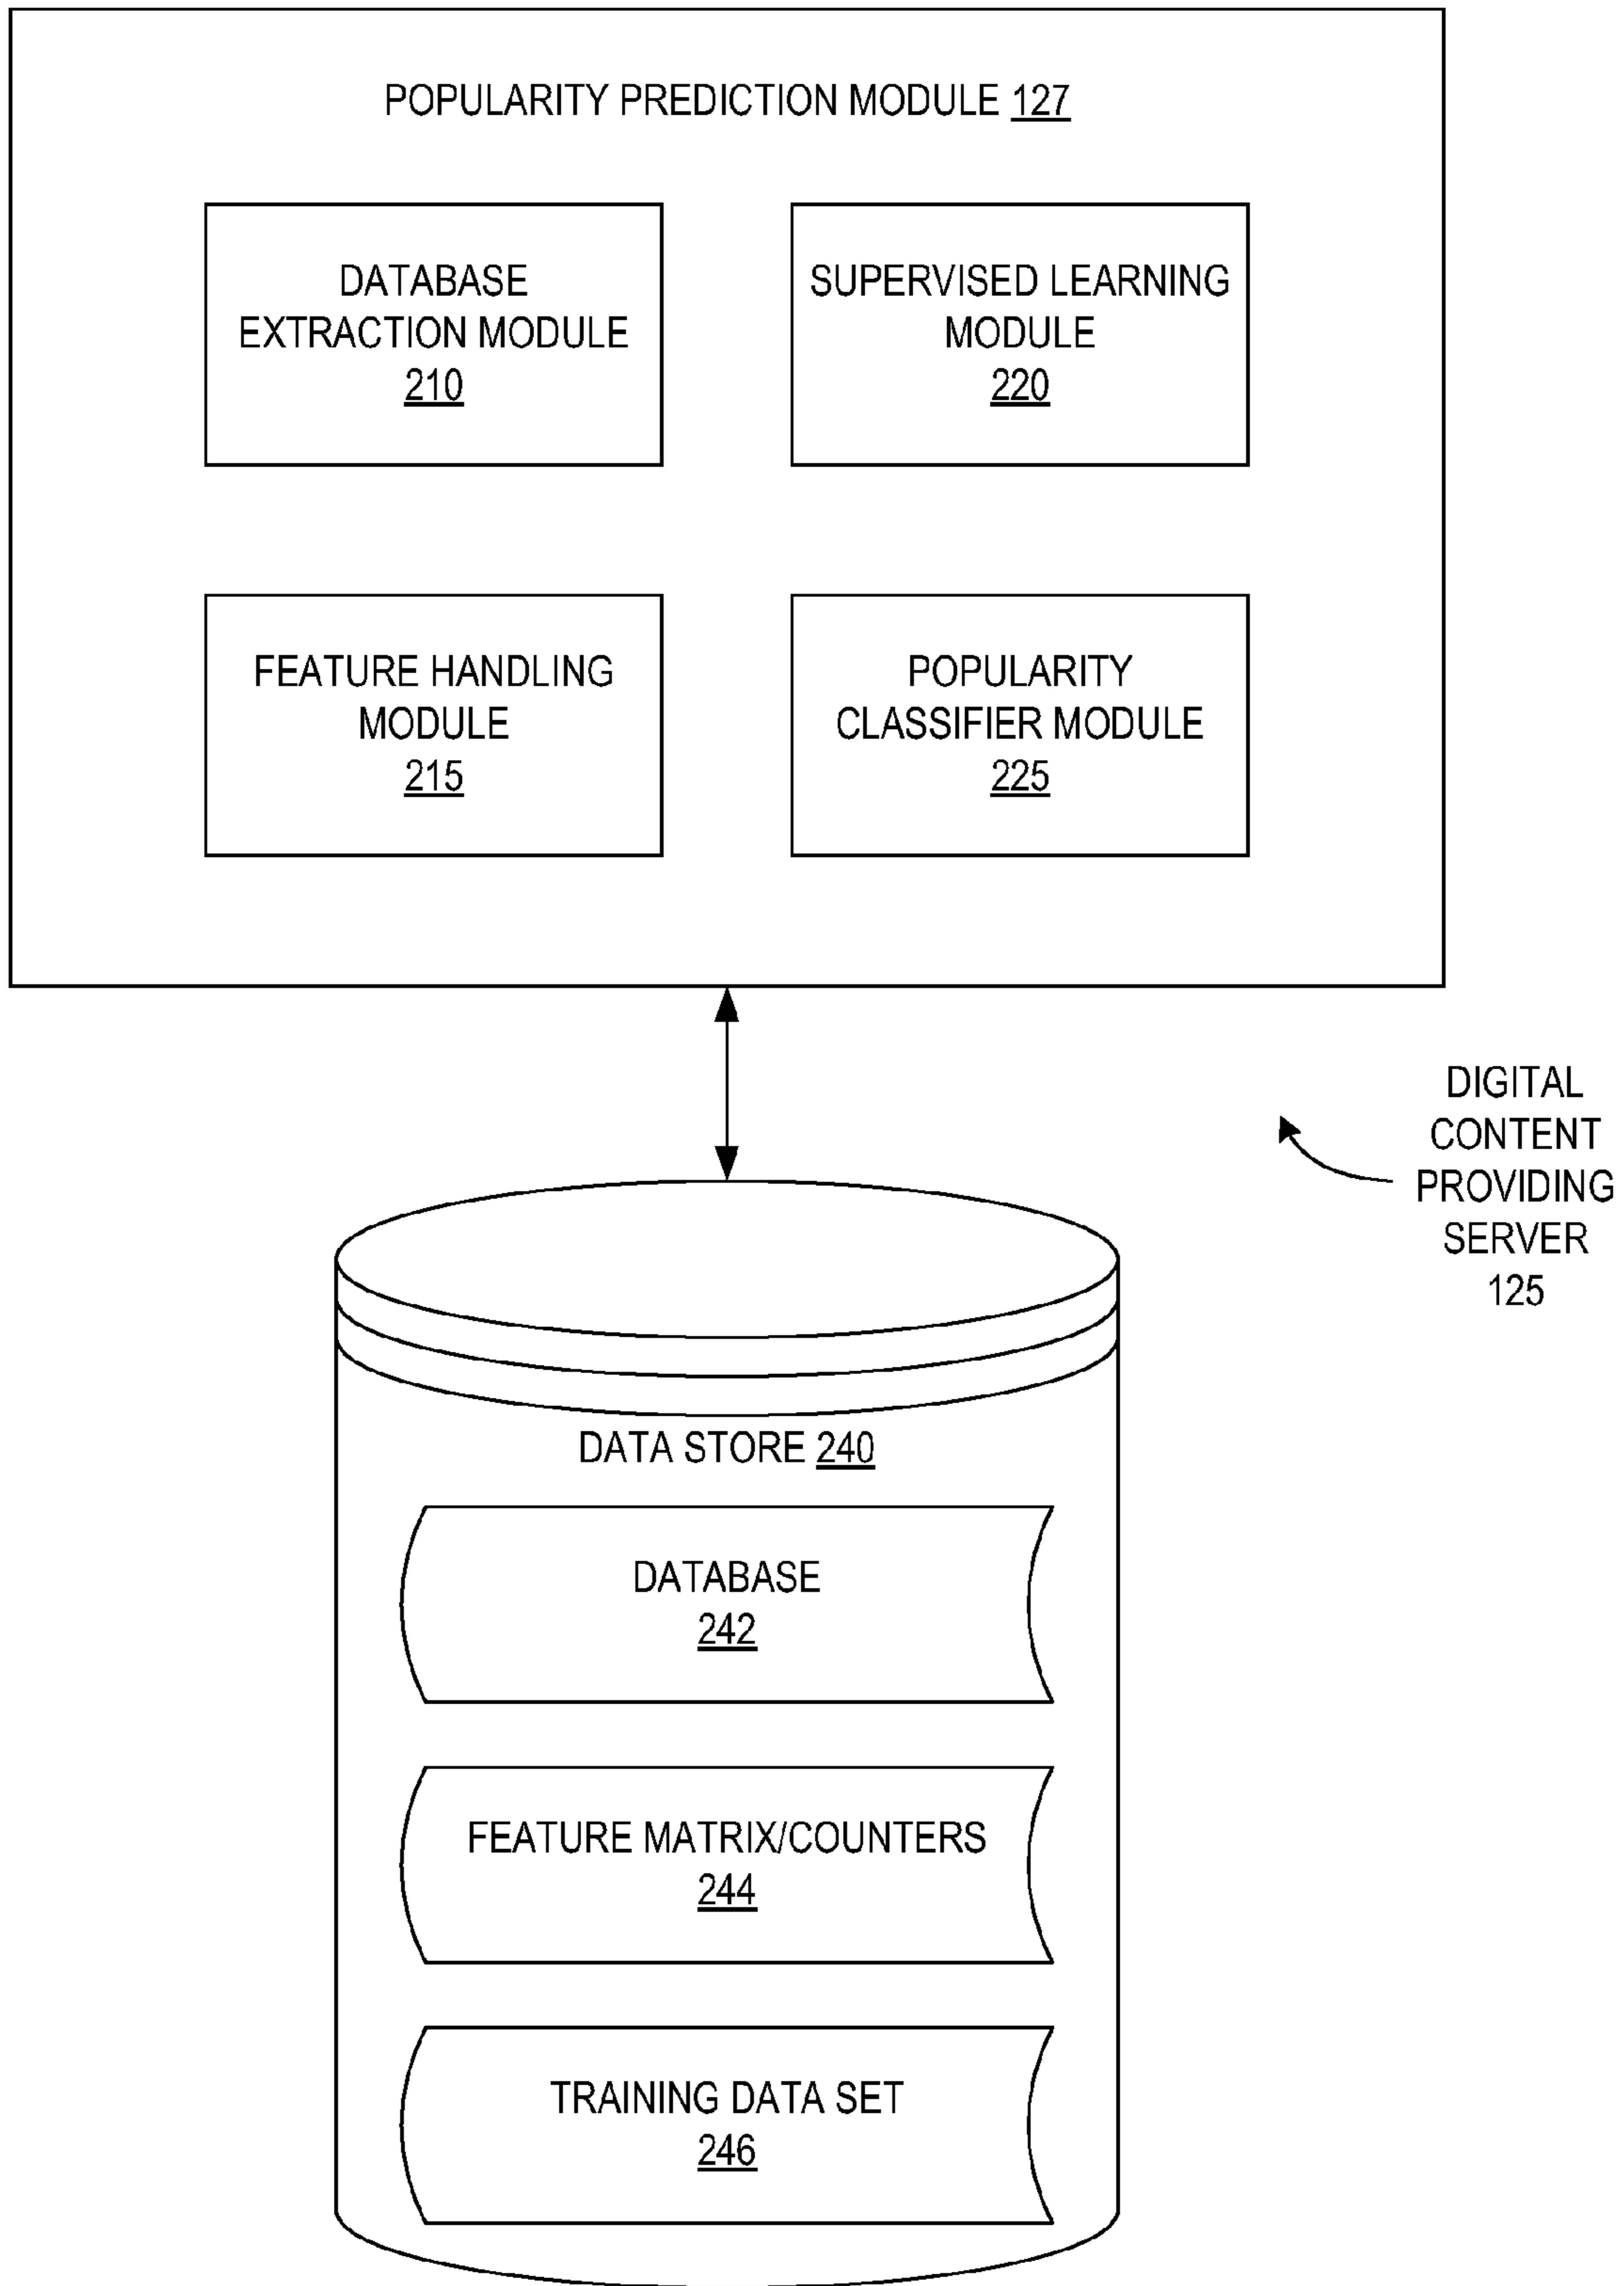 POPULARITY PREDICTION MODULE 127
DATABASE
EXTRACTION MODULE
210
SUPERVISED LEARNING
MODULE
220
FEATURE HANDLING
MODULE
215
POPULARITY
CLASSIFIER MODULE
225
DIGITAL
CONTENT
PROVIDING
SERVER
125
DATA STORE 240
DATABASE
242
FEATURE MATRIX/COUNTERS
244
TRAINING DATA SET
246